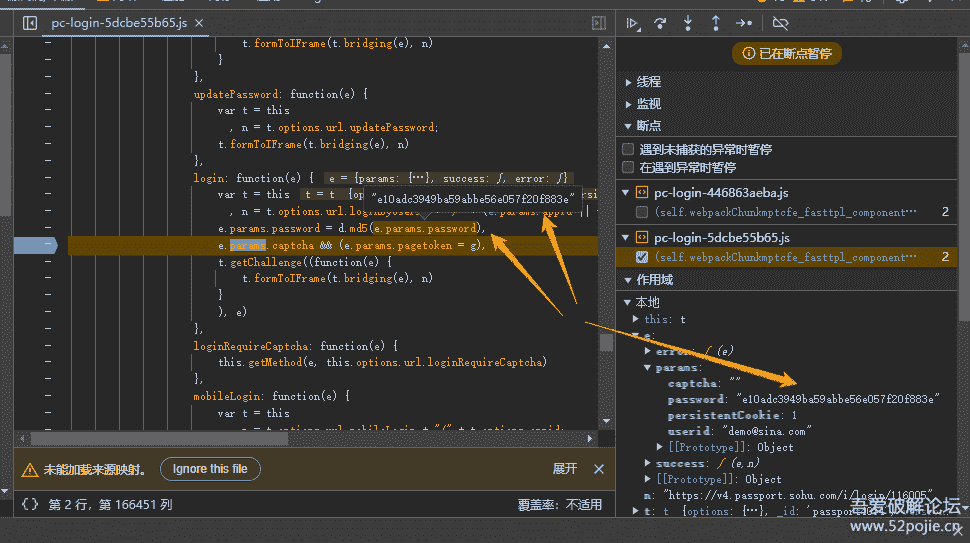 pc-login-5dcbe55b65.js ×
t.formToIFrame(t.bridging(e), n)
}
},
updatePassword: function(e) {
var t = this
, n = t.options.url.updatePassword;
t.formToIFrame(t.bridging(e), n)
},
login: function(e) { e = {params: {…}, success: ƒ, error: ƒ}
var t = this t = t {op
"e10adc3949ba59abbe56e057f20f883e"
e.params.password = d.md5(e.params.password),
e.params.captcha && (e.params.pagetoken = g),
t.getChallenge((function(e) {
t.formToIFrame(t.bridging(e), n)
}
), e)
},
loginRequireCaptcha: function(e) {
this.getMethod(e, this.options.url.loginRequireCaptcha)
},
mobileLogin: function(e) {
var t = this
未能加载来源映射。 Ignore this file 展开 ×
{} 第 2 行，第 166451 列 覆盖率：不适用
已在断点暂停
线程
监视
断点
遇到未捕获的异常时暂停
在遇到异常时暂停
pc-login-446863aeba.js
(self.webpackChunkmptcfe_fasttpl_component… 2
pc-login-5dcbe55b65.js
(self.webpackChunkmptcfe_fasttpl_component… 2
作用域
本地
this: t
e:
error: ƒ (e)
params:
captcha: ""
password: "e10adc3949ba59abbe56e057f20f883e"
persistentCookie: 1
userid: "demo@sina.com"
[[Prototype]]: Object
success: ƒ (e,n)
[[Prototype]]: Object
n: "https://v4.passport.sohu.com/i/login/116005"
t: t {options: {…}, _id: 'passport
吾爱破解论坛
www.52pojie.cn